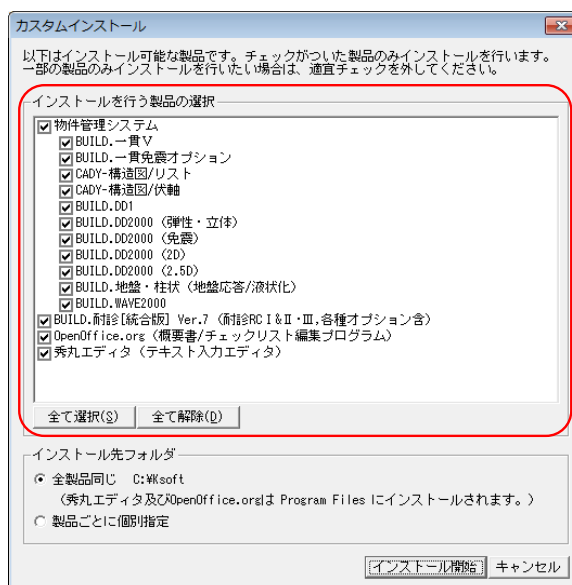 カスタムインストール
以下はインストール可能な製品です。チェックがついた製品のみインストールを行います。
一部の製品のみインストールを行いたい場合は、適宜チェックを外してください。
インストールを行う製品の選択
物件管理システム
BUILD.一貫Ⅴ
BUILD.一貫免震オプション
CADY-構造図/リスト
CADY-構造図/伏軸
BUILD.DD1
BUILD.DD2000 (弾性・立体)
BUILD.DD2000 (免震)
BUILD.DD2000 (2D)
BUILD.DD2000 (2.5D)
BUILD.地盤・柱状 (地盤応答/液状化)
BUILD.WAVE2000
BUILD.耐診[統合版] Ver.7 (耐診RCⅠ&Ⅱ・Ⅲ,各種オプション含)
OpenOffice.org (概要書/チェックリスト編集プログラム)
秀丸エディタ (テキスト入力エディタ)
全て選択(S) 全て解除(D)
インストール先フォルダ
全製品同じ C:¥Ksoft
(秀丸エディタ及びOpenOffice.orgは Program Files にインストールされます。)
製品ごとに個別指定
インストール開始 キャンセル